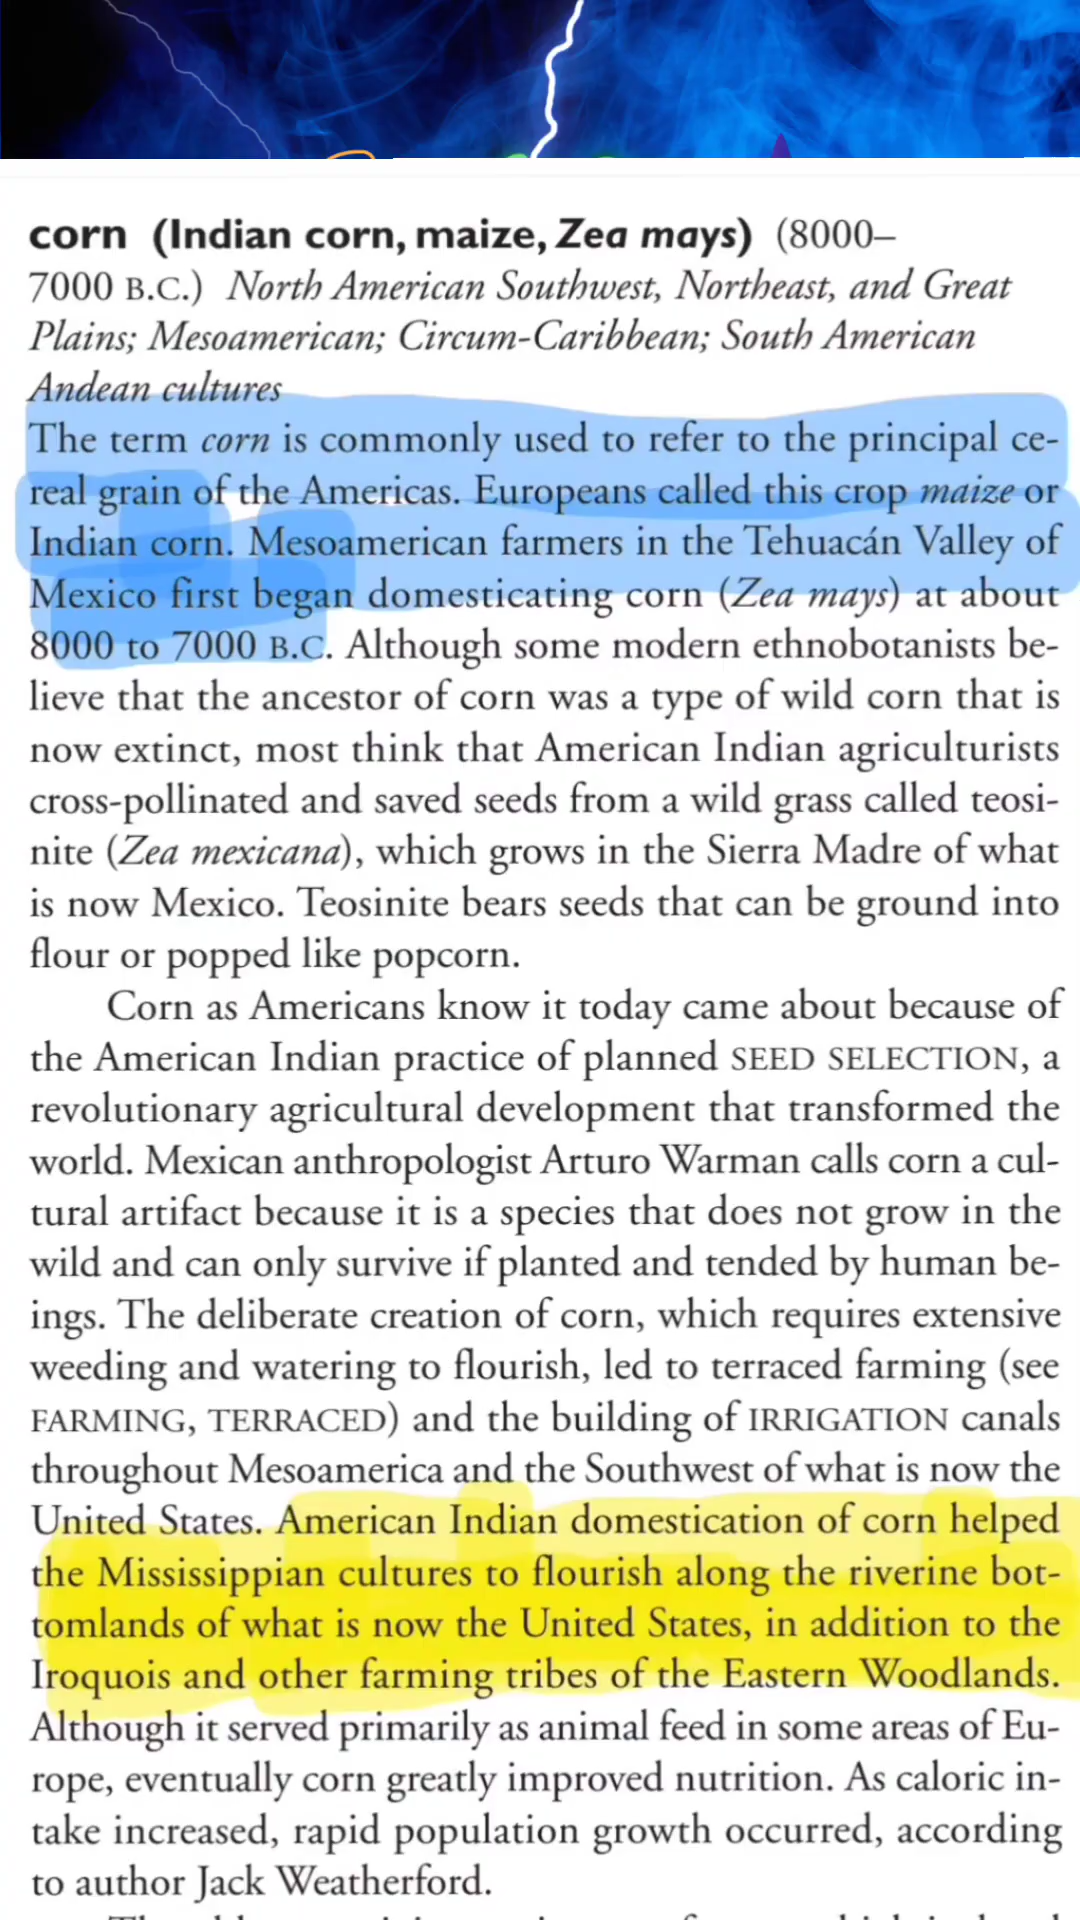 corn (Indian corn, maize, Zea mays) (8000–
7000 B.C.) North American Southwest, Northeast, and Great
Plains; Mesoamerican; Circum-Caribbean; South American
Andean cultures
The term corn is commonly used to refer to the principal ce-
real grain of the Americas. Europeans called this crop maize or
Indian corn. Mesoamerican farmers in the Tehuacán Valley of
Mexico first began domesticating corn (Zea mays) at about
8000 to 7000 B.C. Although some modern ethnobotanists be-
lieve that the ancestor of corn was a type of wild corn that is
now extinct, most think that American Indian agriculturists
cross-pollinated and saved seeds from a wild grass called teosi-
nite (Zea mexicana), which grows in the Sierra Madre of what
is now Mexico. Teosinite bears seeds that can be ground into
flour or popped like popcorn.
Corn as Americans know it today came about because of
the American Indian practice of planned SEED SELECTION, a
revolutionary agricultural development that transformed the
world. Mexican anthropologist Arturo Warman calls corn a cul-
tural artifact because it is a species that does not grow in the
wild and can only survive if planted and tended by human be-
ings. The deliberate creation of corn, which requires extensive
weeding and watering to flourish, led to terraced farming (see
FARMING, TERRACED) and the building of IRRIGATION canals
throughout Mesoamerica and the Southwest of what is now the
United States. American Indian domestication of corn helped
the Mississippian cultures to flourish along the riverine bot-
tomlands of what is now the United States, in addition to the
Iroquois and other farming tribes of the Eastern Woodlands.
Although it served primarily as animal feed in some areas of Eu-
rope, eventually corn greatly improved nutrition. As caloric in-
take increased, rapid population growth occurred, according
to author Jack Weatherford.